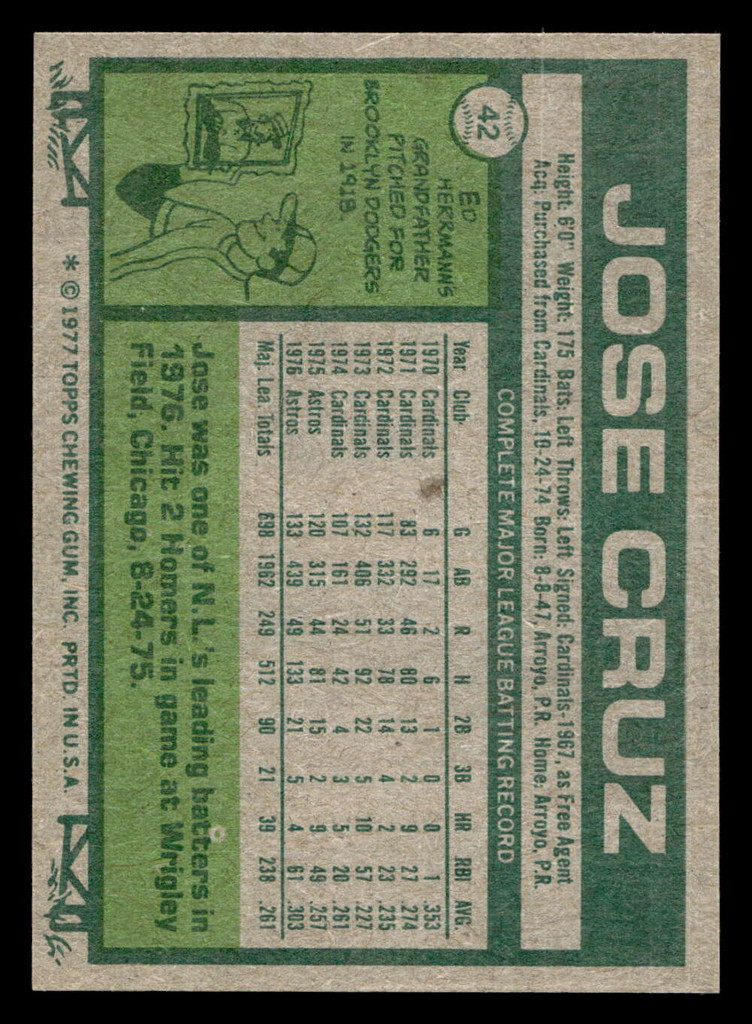 JOSE CRUZ
Height: 6'0" Weight: 175 Bats: Left Throws: Left Signed: Cardinals-1967, as Free Agent
Acq: Purchased from Cardinals, 10-24-74 Born: 8-8-47, Arroyo, P.R. Home: Arroyo, P.R.
42
COMPLETE MAJOR LEAGUE BATTING RECORD
ED
HERRMANN'S
GRANDFATHER
PITCHED FOR
BROOKLYN DODGERS
IN 1918.
Year Club G AB R H 2B 3B HR RBI AVG.
1970 Cardinals 6 17 2 6 1 0 0 1 .353
1971 Cardinals 83 292 46 80 13 2 9 27 .274
1972 Cardinals 117 332 33 78 14 4 2 23 .235
1973 Cardinals 132 406 51 92 22 5 10 57 .227
1974 Cardinals 107 161 24 42 4 3 5 20 .261
1975 Astros 120 315 44 81 15 2 9 49 .257
1976 Astros 133 439 49 133 21 5 4 61 .303
Maj. Lea. Totals 698 1962 249 512 90 21 39 238 .261
Jose was one of N.L.'s leading batters in
1976. Hit 2 Homers in game at Wrigley
Field, Chicago, 8-24-75.
* © 1977 TOPPS CHEWING GUM, INC. PRTD. IN U.S.A.